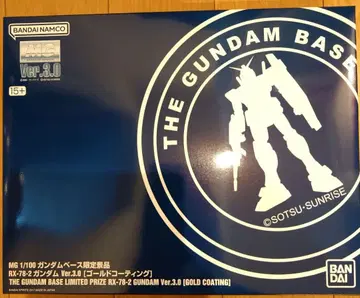 BANDAI NAMCO
MG
Ver.3.0
15+
THE GUNDAM BASE
©SOTSU・SUNRISE
MG 1/100 ガンダムベース限定景品
RX-78-2 ガンダム Ver.3.0 [ゴールドコーティング]
THE GUNDAM BASE LIMITED PRIZE RX-78-2 GUNDAM Ver.3.0 [GOLD COATING]
BAN
DAI